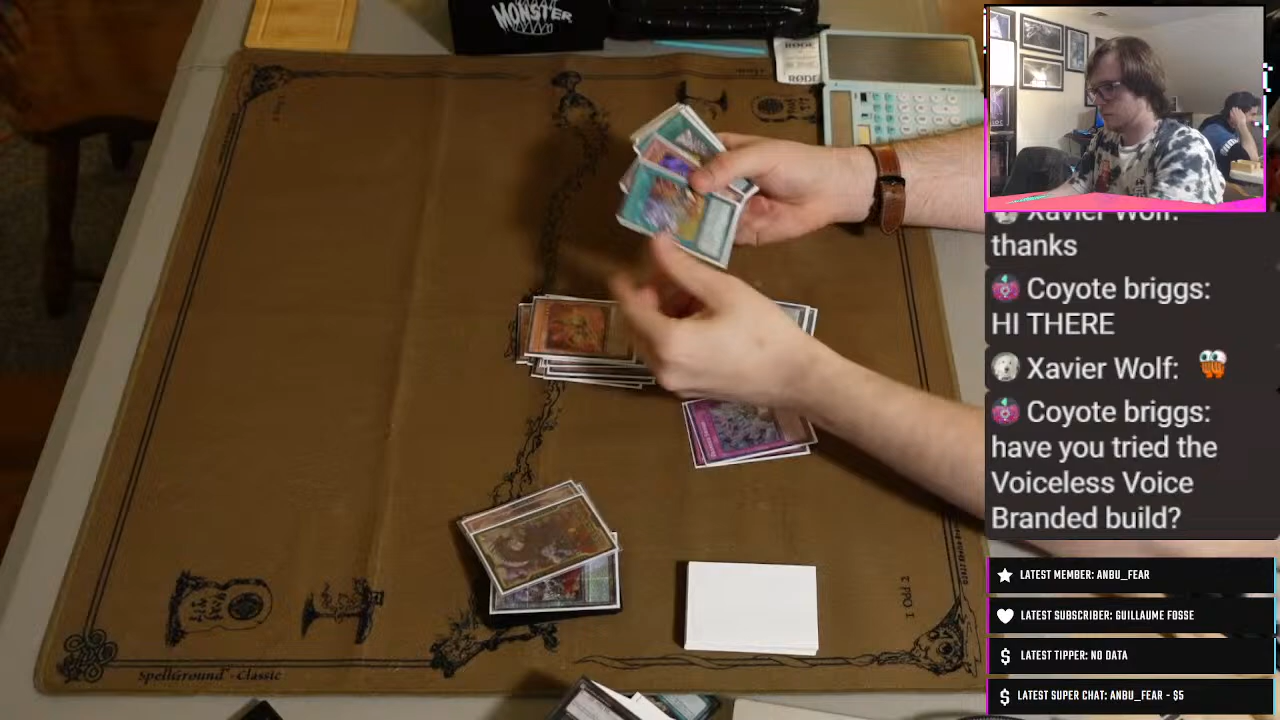 MONSTER
RØDE
Xavier Wolf:
thanks
Coyote briggs:
HI THERE
Xavier Wolf:
Coyote briggs:
have you tried the
Voiceless Voice
Branded build?
LATEST MEMBER: ANBU_FEAR
LATEST SUBSCRIBER: GUILLAUME FOSSE
LATEST TIPPER: NO DATA
LATEST SUPER CHAT: ANBU_FEAR - $5
SpellGround - Classic